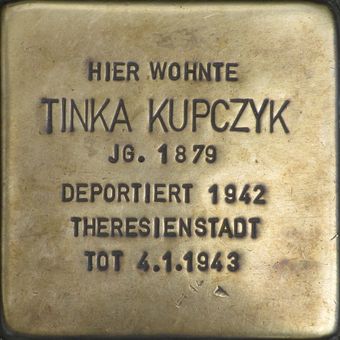 HIER WOHNTE
TINKA KUPCZYK
JG. 1879
DEPORTIERT 1942
THERESIENSTADT
TOT 4.1.1943